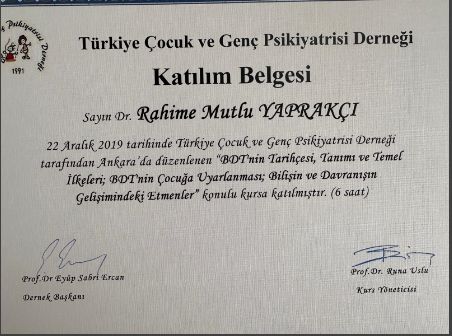 Psikiyatrisi Derneği
1991
Türkiye Çocuk ve Genç Psikiyatrisi Derneği
Katılım Belgesi
Sayın Dr. Rahime Mutlu YAPRAKÇI
22 Aralık 2019 tarihinde Türkiye Çocuk ve Genç Psikiyatrisi Derneği
tarafından Ankara'da düzenlenen "BDT'nin Tarihçesi, Tanımı ve Temel
İlkeleri; BDT'nin Çocuğa Uyarlanması; Bilişin ve Davranışın
Gelişimindeki Etmenler" konulu kursa katılmıştır. (6 saat)
Prof.Dr Eyüp Sabri Ercan
Dernek Başkanı
Prof.Dr. Runa Uslu
Kurs Yöneticisi